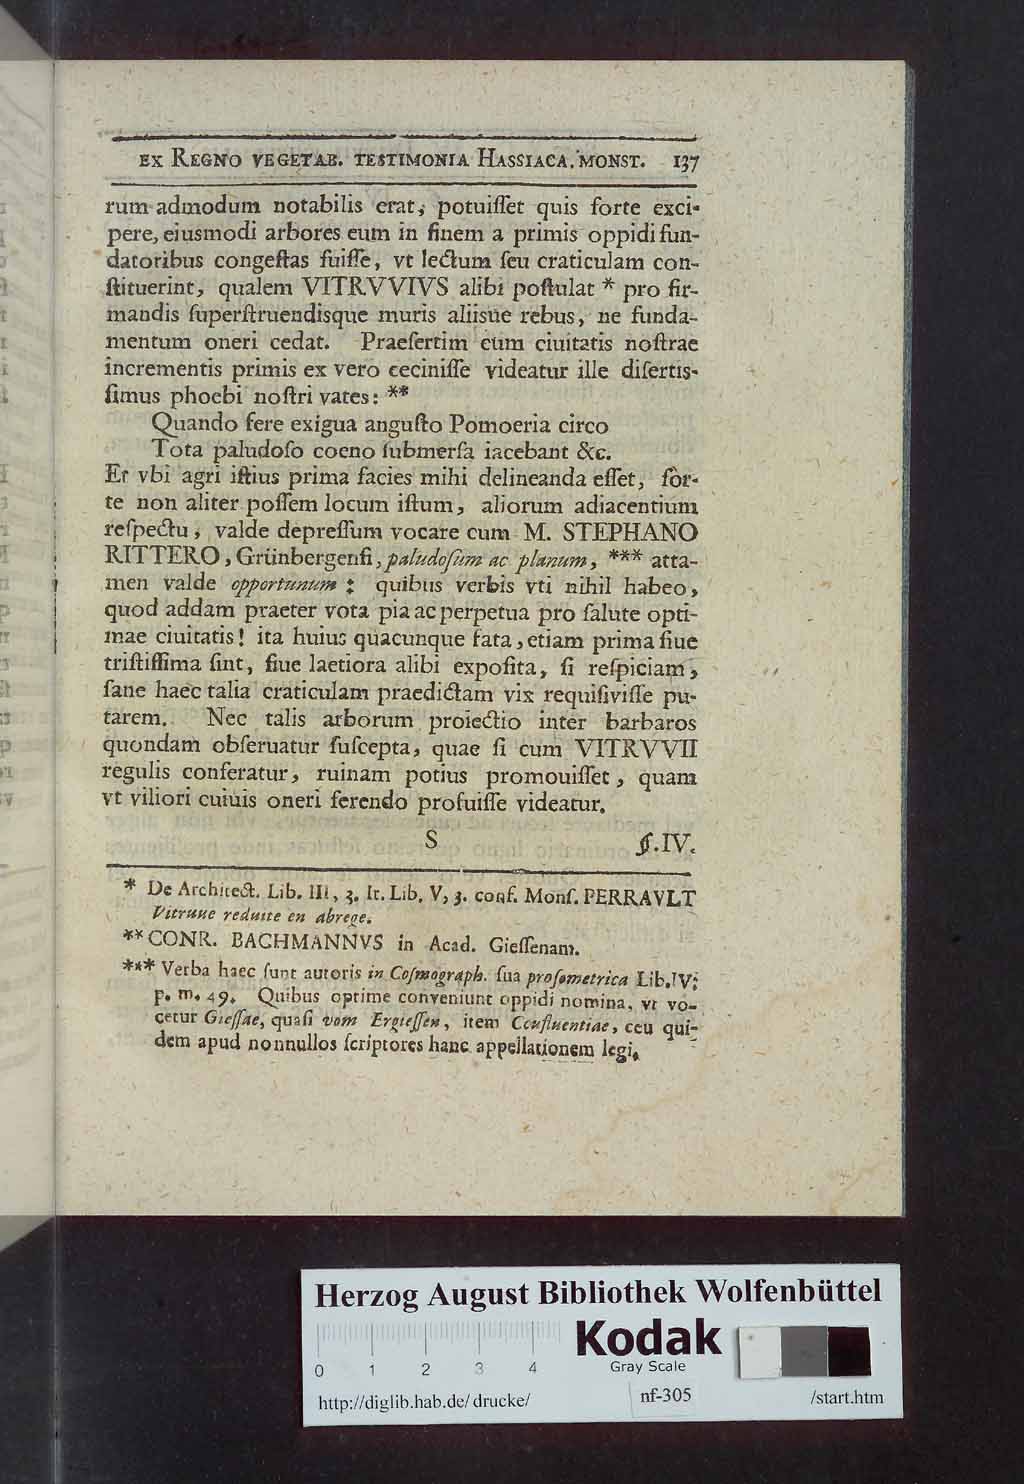 EX REGNO VEGETAB. TESTIMONIA HASSIACA. MONST. 137
rum admodum notabilis erat, potuiſſet quis forte exci-
pere, eiusmodi arbores eum in finem a primis oppidi fun-
datoribus congeſtas fuiſſe, vt lectum ſeu craticulam con-
ſtituerint, qualem VITRVVIVS alibi poſtulat * pro fir-
mandis ſuperſtruendisque muris aliisue rebus, ne funda-
mentum oneri cedat. Praeſertim cum ciuitatis noſtrae
incrementis primis ex vero ceciniſſe videatur ille diſertiſ-
ſimus phoebi noſtri vates: **
Quando fere exigua anguſto Pomoeria circo
Tota paludoſo coeno ſubmerſa iacebant &c.
Et vbi agri iſtius prima facies mihi delineanda eſſet, for-
te non aliter poſſem locum iſtum, aliorum adiacentium
reſpectu, valde depreſſum vocare cum M. STEPHANO
RITTERO, Grünbergenſi, paludoſum ac planum, *** atta-
men valde opportunum: quibus verbis vti nihil habeo,
quod addam praeter vota pia ac perpetua pro ſalute opti-
mae ciuitatis! ita huius quacunque fata, etiam prima ſiue
triſtiſſima ſint, ſiue laetiora alibi expoſita, ſi reſpiciam,
ſane haec talia craticulam praedictam vix requiſiviſſe pu-
tarem. Nec talis arborum proiectio inter barbaros
quondam obſeruatur ſuſcepta, quae ſi cum VITRVVII
regulis conferatur, ruinam potius promouiſſet, quam
vt viliori cuiuis oneri ferendo profuiſſe videatur.
S §.IV.
* De Architect. Lib. III, 3. It. Lib. V, 3. conf. Monſ. PERRAVLT
Vitruue reduite en abrege.
** CONR. BACHMANNVS in Acad. Gieſſenam.
*** Verba haec ſunt autoris in Coſmograph. ſua proſometrica Lib. IV;
p. m. 49. Quibus optime conveniunt oppidi nomina, vt vo-
cetur Gieſſae, quaſi vom Ergieſſen, item Confluentiae, ceu qui-
dem apud nonnullos ſcriptores hanc appellationem legi.
Herzog August Bibliothek Wolfenbüttel
Kodak
Gray Scale
0 1 2 3 4
http://diglib.hab.de/drucke/ nf-305 /start.htm